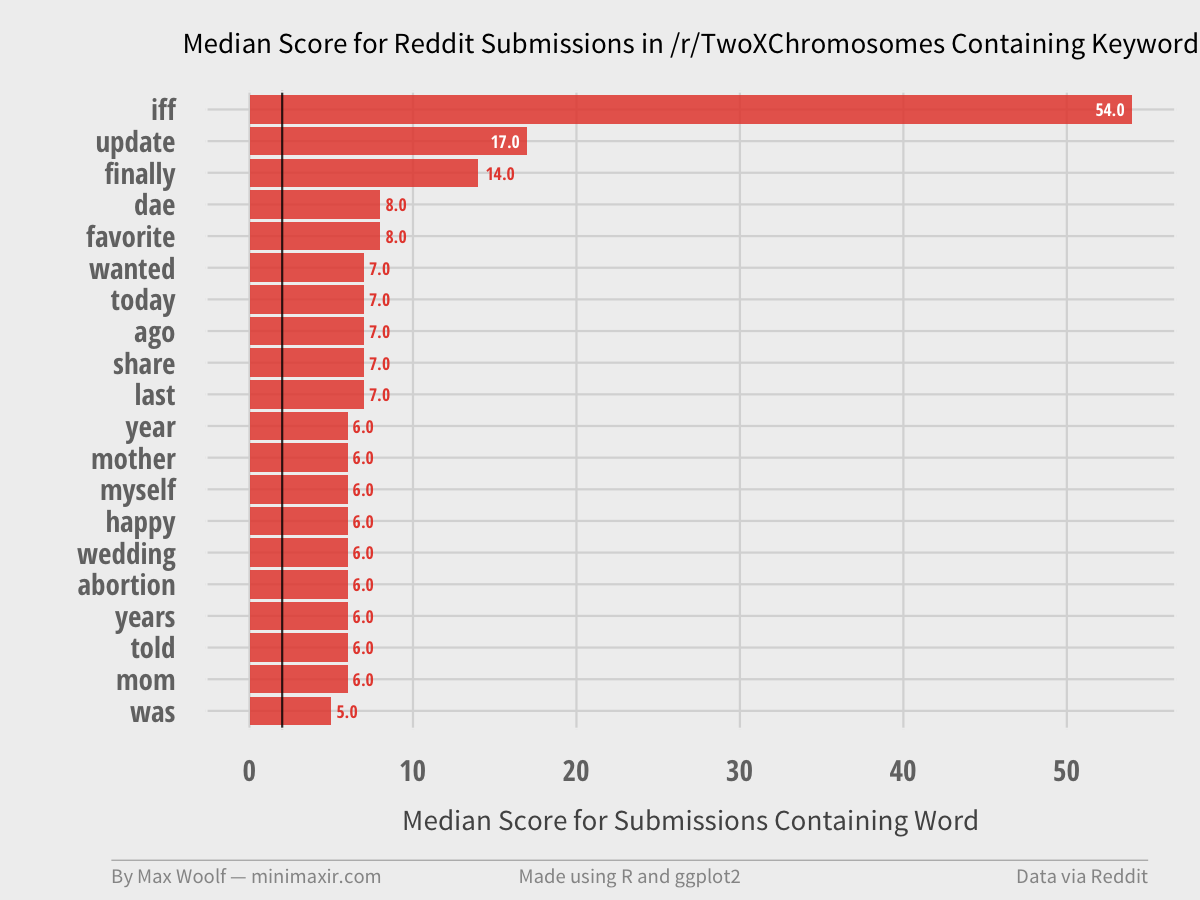 Median Score for Reddit Submissions in /r/TwoXChromosomes Containing Keyword
iff 54.0
update 17.0
finally 14.0
dae 8.0
favorite 8.0
wanted 7.0
today 7.0
ago 7.0
share 7.0
last 7.0
year 6.0
mother 6.0
myself 6.0
happy 6.0
wedding 6.0
abortion 6.0
years 6.0
told 6.0
mom 6.0
was 5.0
0 10 20 30 40 50
Median Score for Submissions Containing Word
By Max Woolf — minimaxir.com Made using R and ggplot2 Data via Reddit